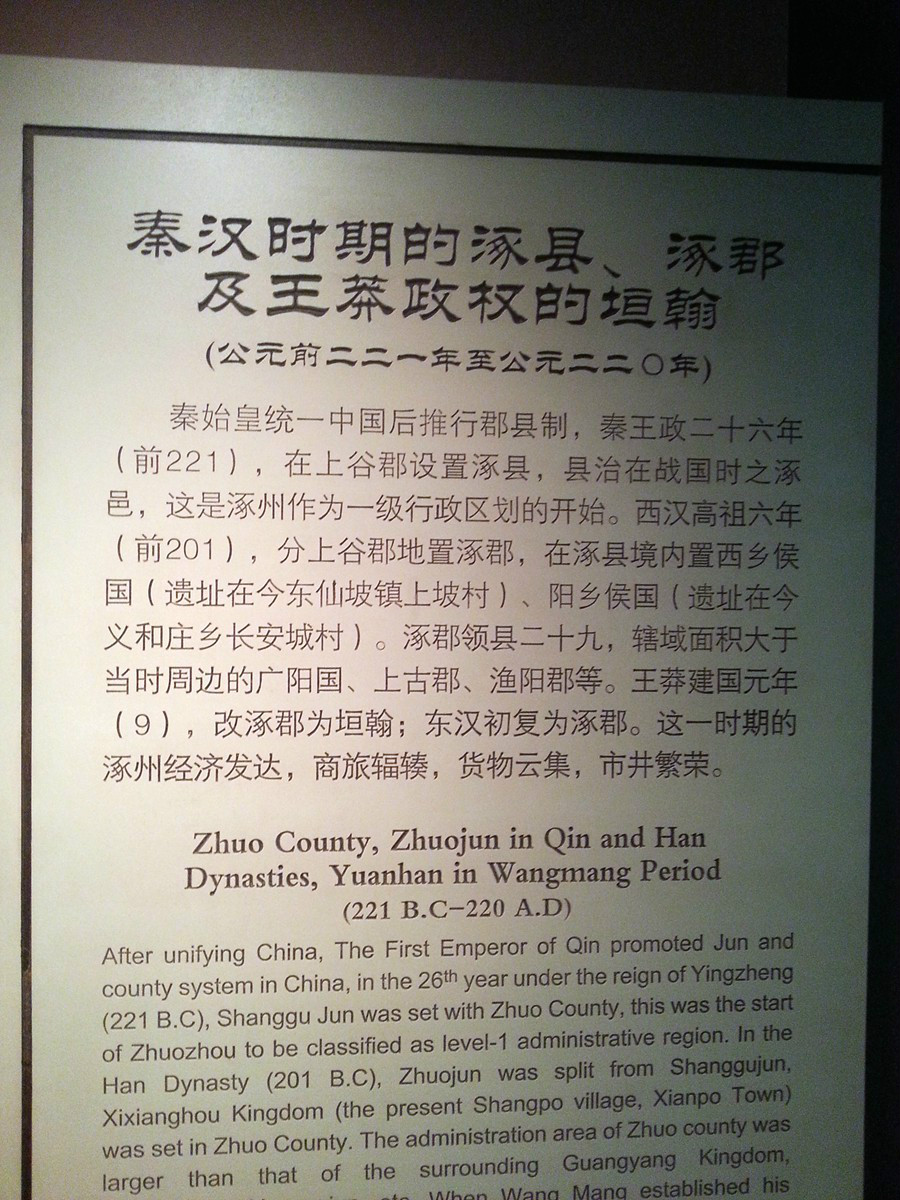 秦汉时期的涿县、涿郡
及王莽政权的垣翰
(公元前二二一年至公元二二〇年)
秦始皇统一中国后推行郡县制，秦王政二十六年
（前221），在上谷郡设置涿县，县治在战国时之涿
邑，这是涿州作为一级行政区划的开始。西汉高祖六年
（前201），分上谷郡地置涿郡，在涿县境内置西乡侯
国（遗址在今东仙坡镇上坡村）、阳乡侯国（遗址在今
义和庄乡长安城村）。涿郡领县二十九，辖域面积大于
当时周边的广阳国、上古郡、渔阳郡等。王莽建国元年
（9），改涿郡为垣翰；东汉初复为涿郡。这一时期的
涿州经济发达，商旅辐辏，货物云集，市井繁荣。
Zhuo County, Zhuojun in Qin and Han
Dynasties, Yuanhan in Wangmang Period
(221 B.C-220 A.D)
After unifying China, The First Emperor of Qin promoted Jun and
county system in China, in the 26th year under the reign of Yingzheng
(221 B.C), Shanggu Jun was set with Zhuo County, this was the start
of Zhuozhou to be classified as level-1 administrative region. In the
Han Dynasty (201 B.C), Zhuojun was split from Shanggujun,
Xixianghou Kingdom (the present Shangpo village, Xianpo Town)
was set in Zhuo County. The administration area of Zhuo county was
larger than that of the surrounding Guangyang Kingdom,
etc. When Wang Mang established his